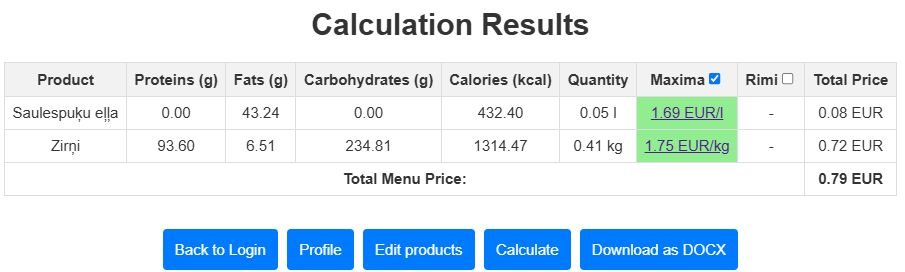 Calculation Results
Product Proteins (g) Fats (g) Carbohydrates (g) Calories (kcal) Quantity Maxima Rimi Total Price
Saulespuķu eļļa 0.00 43.24 0.00 432.40 0.05 l 1.69 EUR/l - 0.08 EUR
Zirņi 93.60 6.51 234.81 1314.47 0.41 kg 1.75 EUR/kg - 0.72 EUR
Total Menu Price: 0.79 EUR
Back to Login Profile Edit products Calculate Download as DOCX